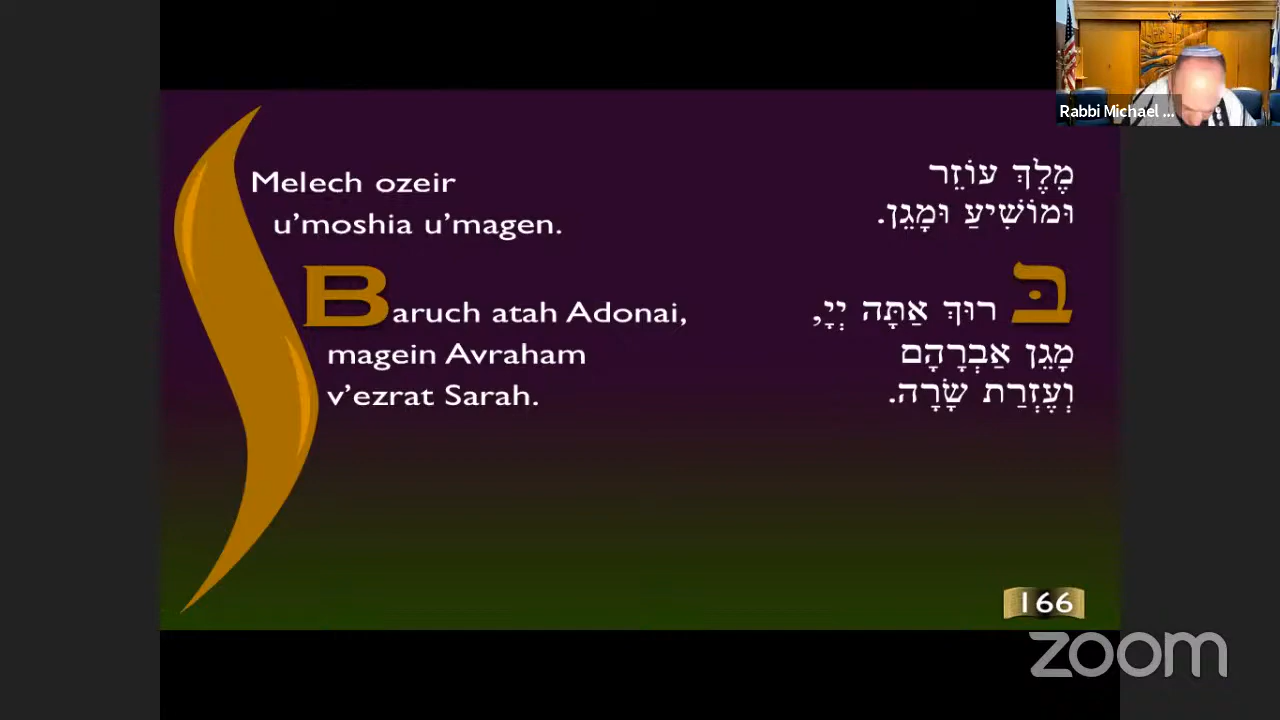 Rabbi Michael ...
Melech ozeir
u'moshia u'magen.
Baruch atah Adonai,
magein Avraham
v'ezrat Sarah.
מֶלֶךְ עוֹזֵר
וּמוֹשִׁיעַ וּמָגֵן.
בָּרוּךְ אַתָּה יְיָ,
מָגֵן אַבְרָהָם
וְעֶזְרַת שָׂרָה.
166
zoom